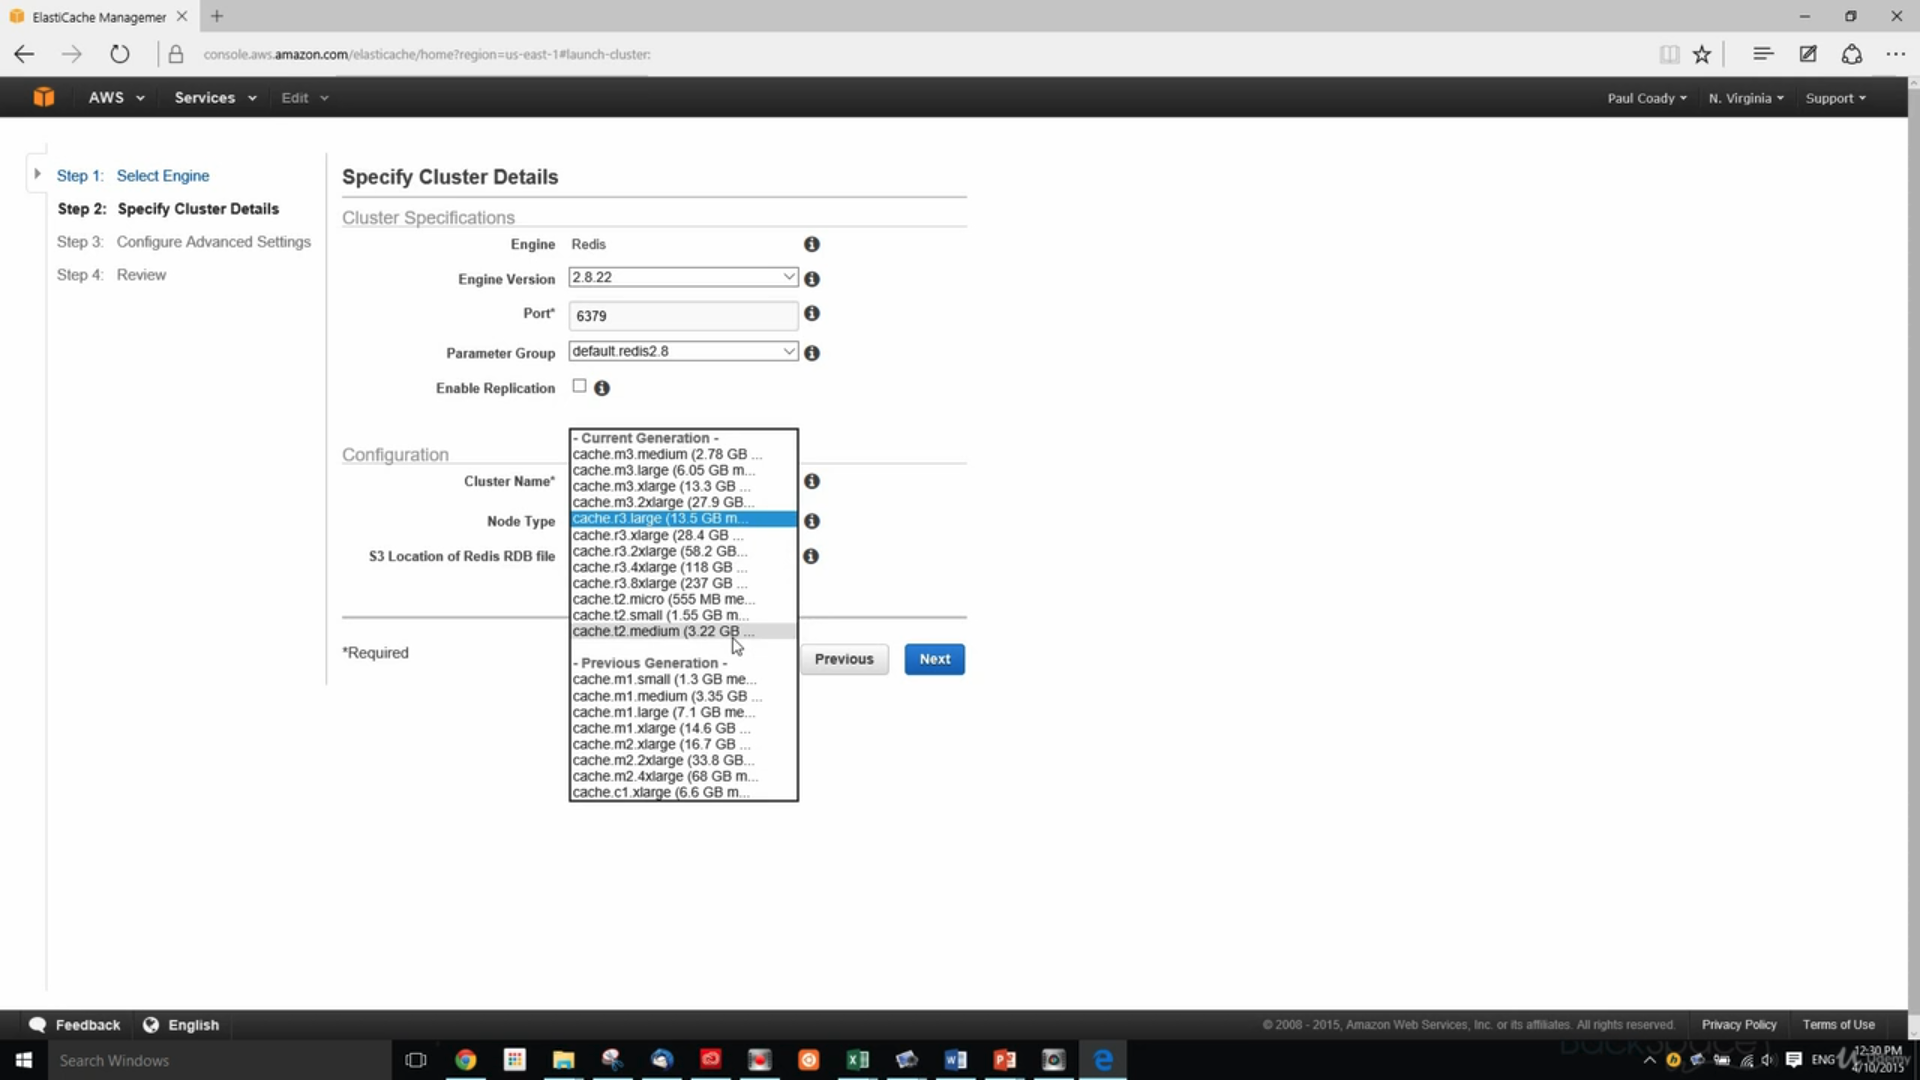 ElastiCache Managemer
console.aws.amazon.com/elasticache/home?region=us-east-1#launch-cluster:
AWS
Services
Edit
Paul Coady
N. Virginia
Support
Step 1: Select Engine
Step 2: Specify Cluster Details
Step 3: Configure Advanced Settings
Step 4: Review
Specify Cluster Details
Cluster Specifications
Engine Redis
Engine Version 2.8.22
Port* 6379
Parameter Group default.redis2.8
Enable Replication
Configuration
Cluster Name*
Node Type
S3 Location of Redis RDB file
- Current Generation -
cache.m3.medium (2.78 GB ...
cache.m3.large (6.05 GB m...
cache.m3.xlarge (13.3 GB ...
cache.m3.2xlarge (27.9 GB...
cache.r3.large (13.5 GB m...
cache.r3.xlarge (28.4 GB ...
cache.r3.2xlarge (58.2 GB...
cache.r3.4xlarge (118 GB ...
cache.r3.8xlarge (237 GB ...
cache.t2.micro (555 MB me...
cache.t2.small (1.55 GB m...
cache.t2.medium (3.22 GB ...
- Previous Generation -
cache.m1.small (1.3 GB me...
cache.m1.medium (3.35 GB ...
cache.m1.large (7.1 GB me...
cache.m1.xlarge (14.6 GB ...
cache.m2.xlarge (16.7 GB ...
cache.m2.2xlarge (33.8 GB...
cache.m2.4xlarge (68 GB m...
cache.c1.xlarge (6.6 GB m...
*Required
Previous
Next
Feedback
English
© 2008 - 2015, Amazon Web Services, Inc. or its affiliates. All rights reserved.
Privacy Policy
Terms of Use
Search Windows
ENG
12:30 PM
4/10/2015